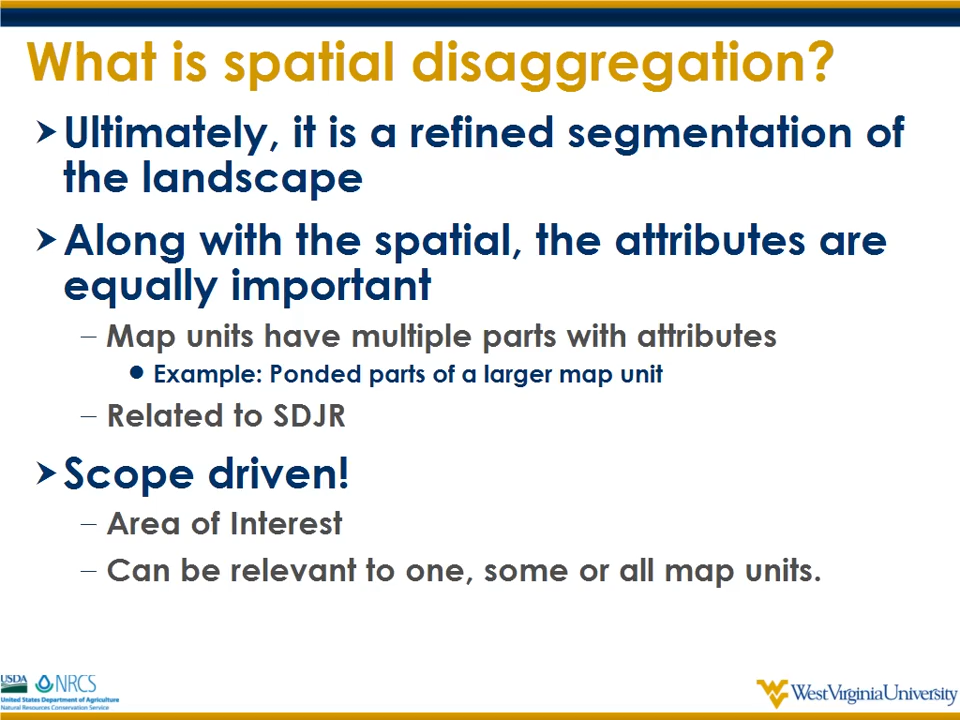 What is spatial disaggregation?
Ultimately, it is a refined segmentation of
the landscape
Along with the spatial, the attributes are
equally important
– Map units have multiple parts with attributes
● Example: Ponded parts of a larger map unit
– Related to SDJR
Scope driven!
– Area of Interest
– Can be relevant to one, some or all map units.
USDA NRCS
United States Department of Agriculture
Natural Resources Conservation Service
West Virginia University